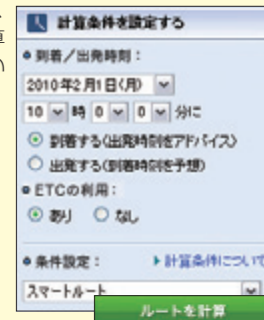 計算条件を設定する
● 到着／出発時刻：
2010年2月1日(月)
10 時 0 0 分に
到着する(出発時刻をアドバイス)
出発する(到着時刻を予想)
● ETCの利用：
あり なし
● 条件設定： 計算条件について
スマートルート
ルートを計算